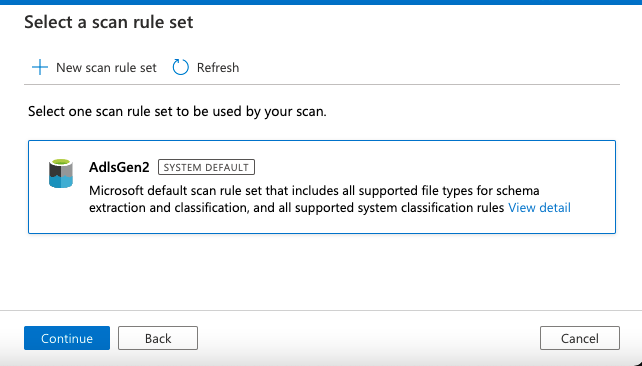 Select a scan rule set
New scan rule set Refresh
Select one scan rule set to be used by your scan.
AdlsGen2 SYSTEM DEFAULT
Microsoft default scan rule set that includes all supported file types for schema
extraction and classification, and all supported system classification rules View detail
Continue Back Cancel